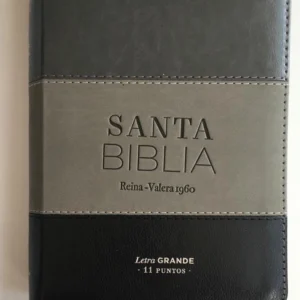 SANTA
BIBLIA
Reina-Valera 1960
Letra GRANDE
· 11 PUNTOS ·